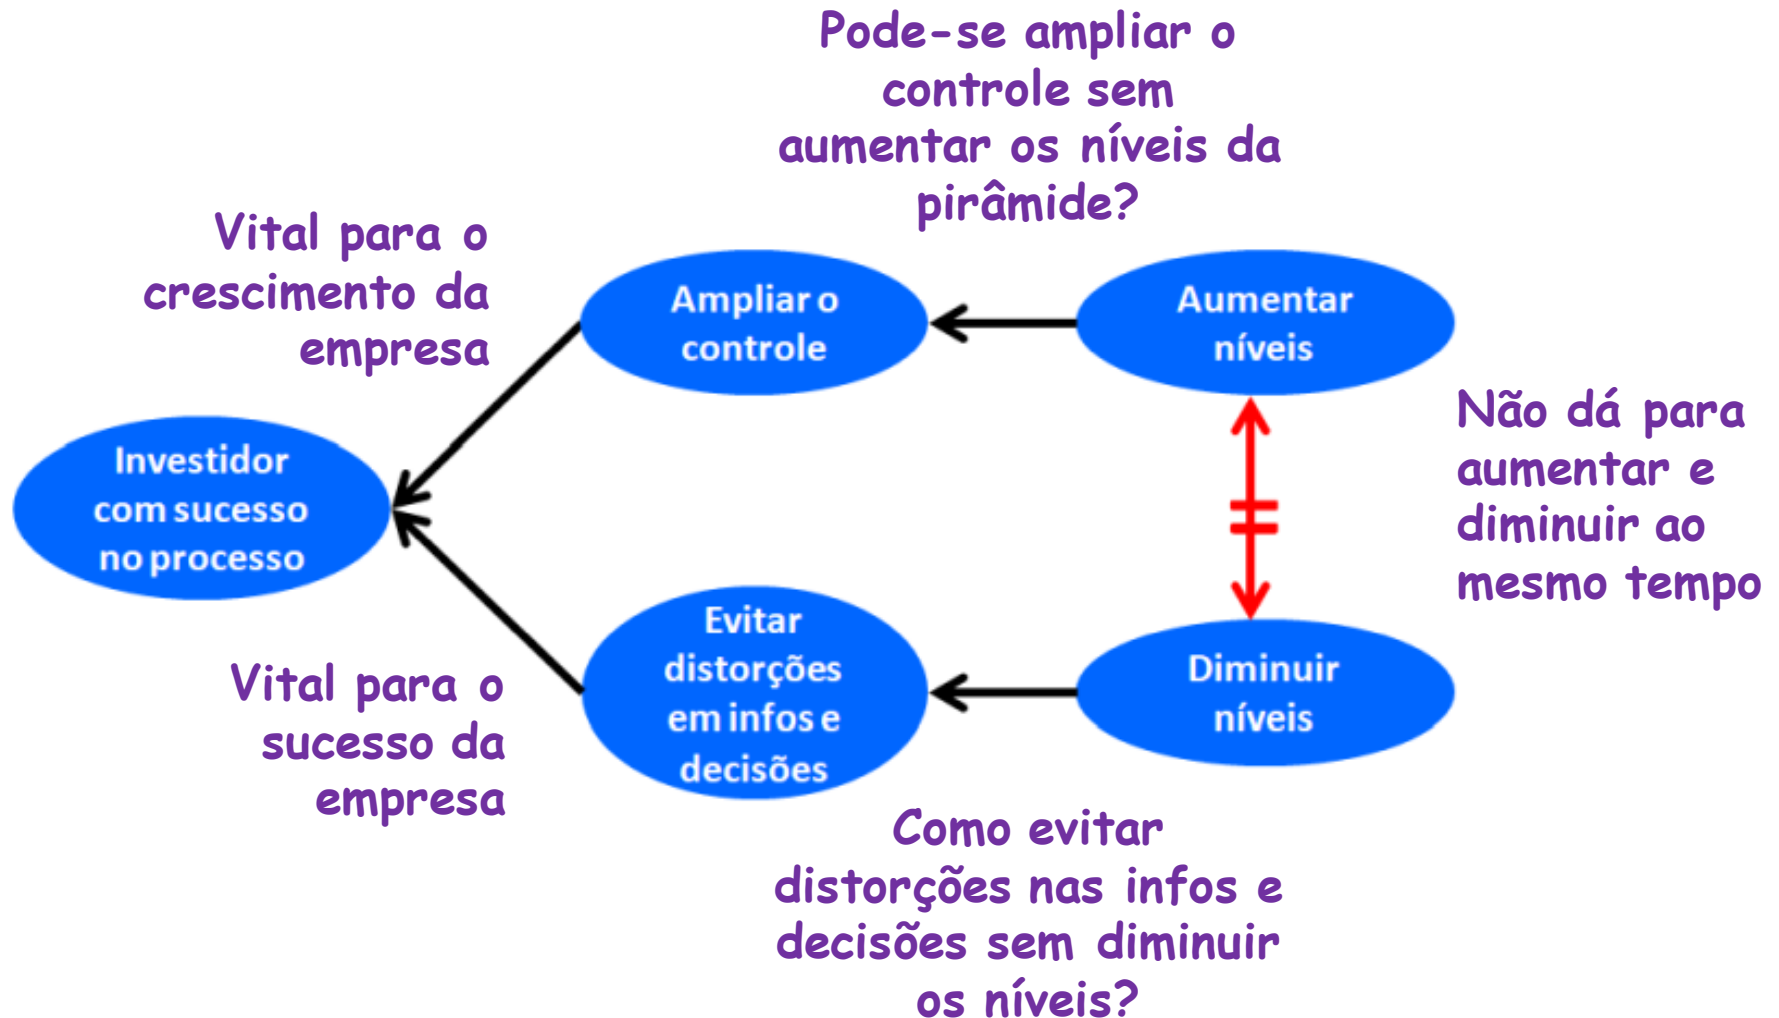 Pode-se ampliar o
controle sem
aumentar os níveis da
pirâmide?
Vital para o
crescimento da
empresa
Ampliar o
controle
Aumentar
níveis
Não dá para
aumentar e
diminuir ao
mesmo tempo
Investidor
com sucesso
no processo
Vital para o
sucesso da
empresa
Evitar
distorções
em infos e
decisões
Diminuir
níveis
Como evitar
distorções nas infos e
decisões sem diminuir
os níveis?